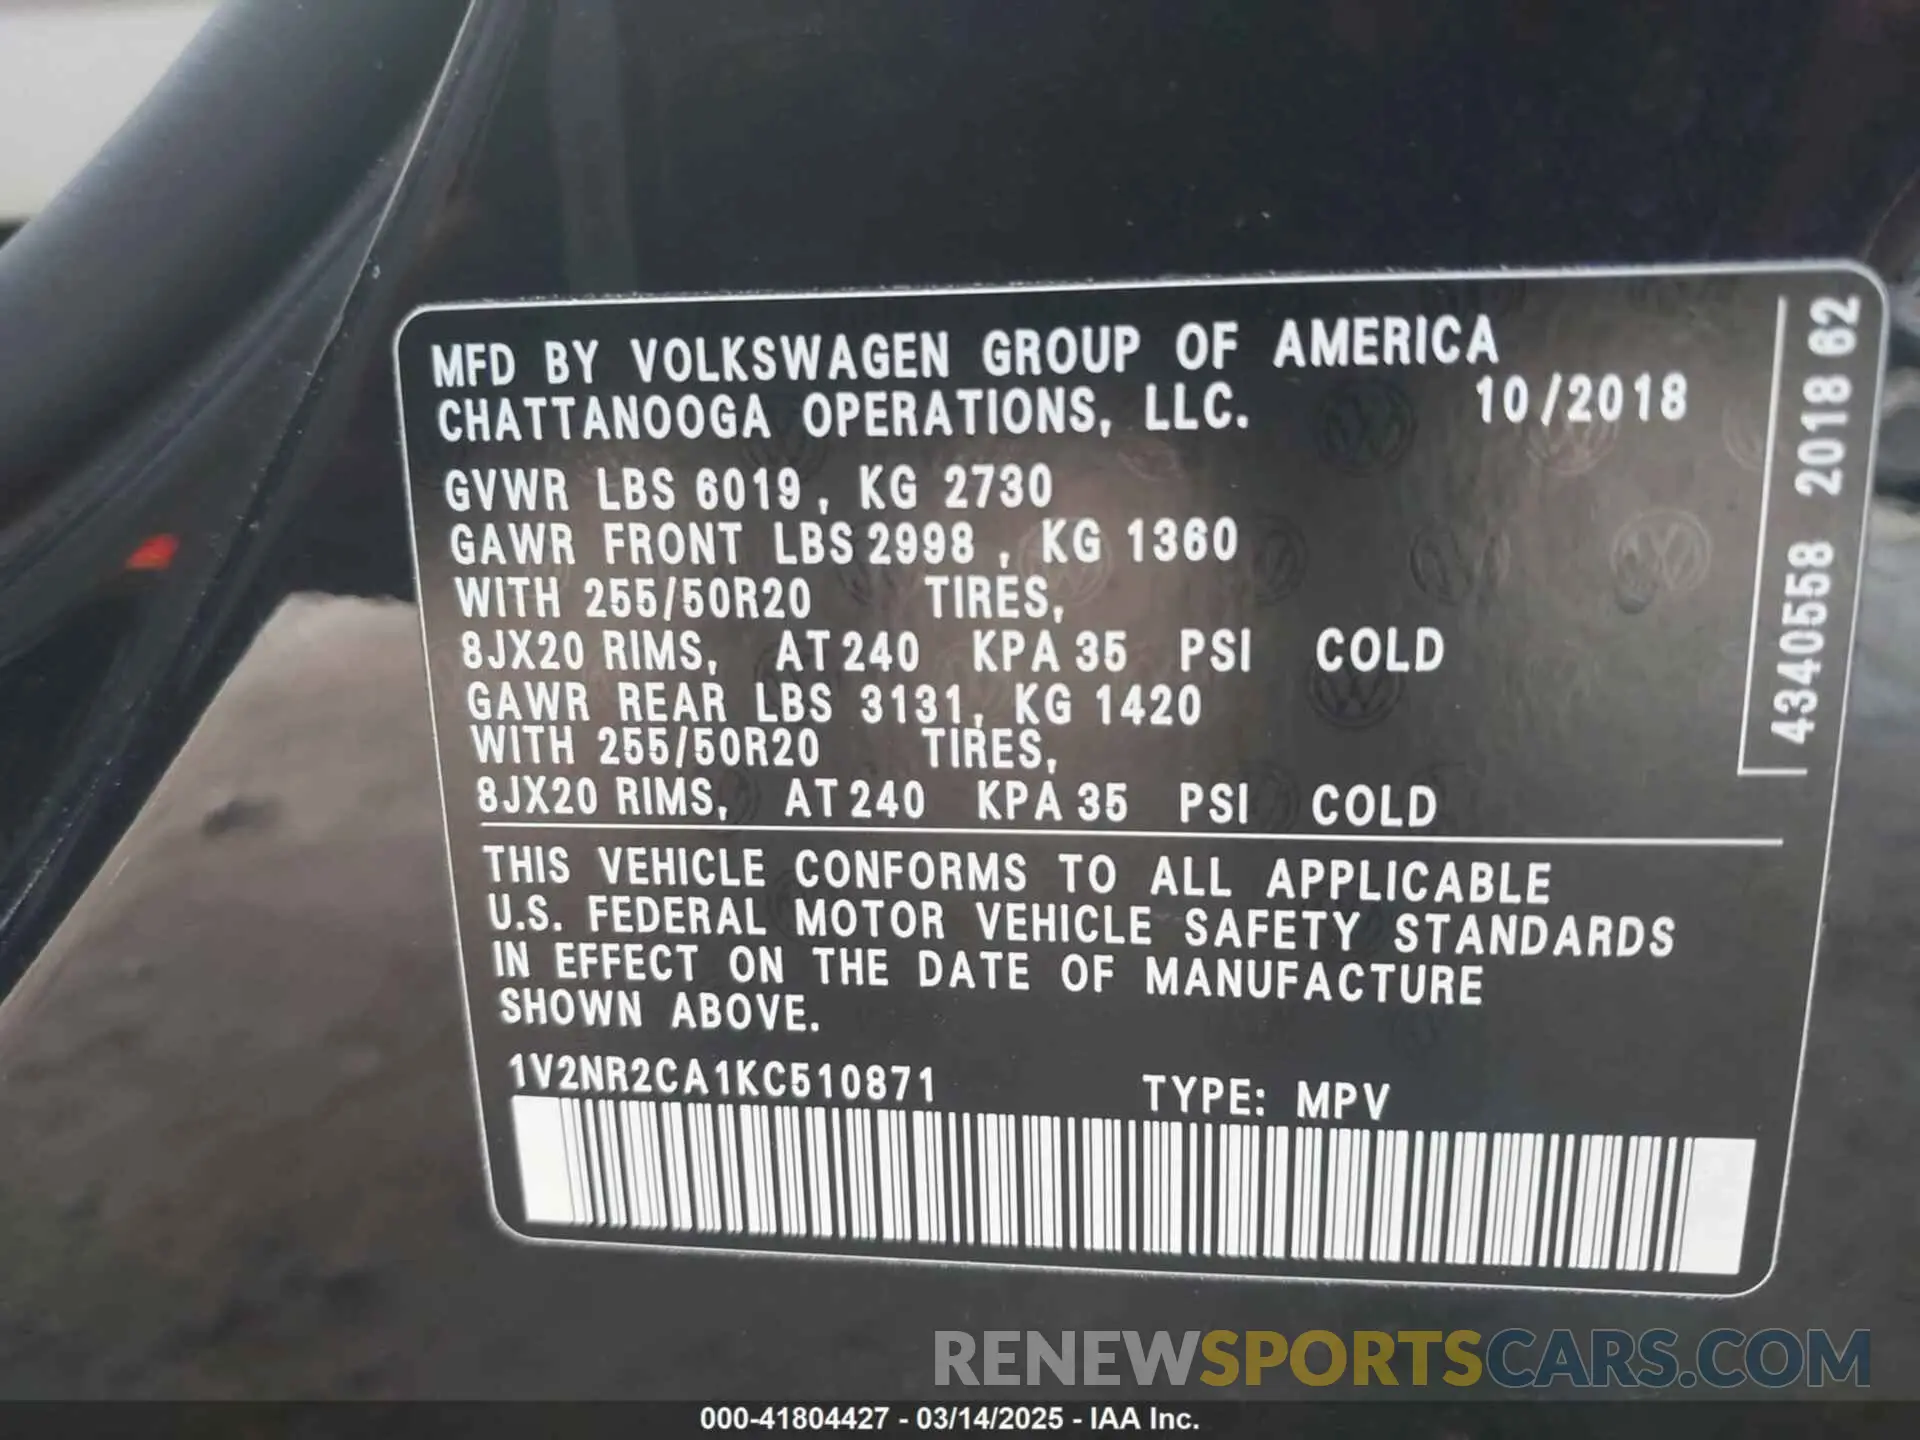 MFD BY VOLKSWAGEN GROUP OF AMERICA
CHATTANOOGA OPERATIONS, LLC. 10/2018
GVWR LBS 6019, KG 2730
GAWR FRONT LBS 2998, KG 1360
WITH 255/50R20 TIRES,
8JX20 RIMS, AT 240 KPA 35 PSI COLD
GAWR REAR LBS 3131, KG 1420
WITH 255/50R20 TIRES,
8JX20 RIMS, AT 240 KPA 35 PSI COLD
THIS VEHICLE CONFORMS TO ALL APPLICABLE
U.S. FEDERAL MOTOR VEHICLE SAFETY STANDARDS
IN EFFECT ON THE DATE OF MANUFACTURE
SHOWN ABOVE.
1V2NR2CA1KC510871 TYPE: MPV
4340558 2018 62
RENEWSPORTSCARS.COM
000-41804427 - 03/14/2025 - IAA Inc.